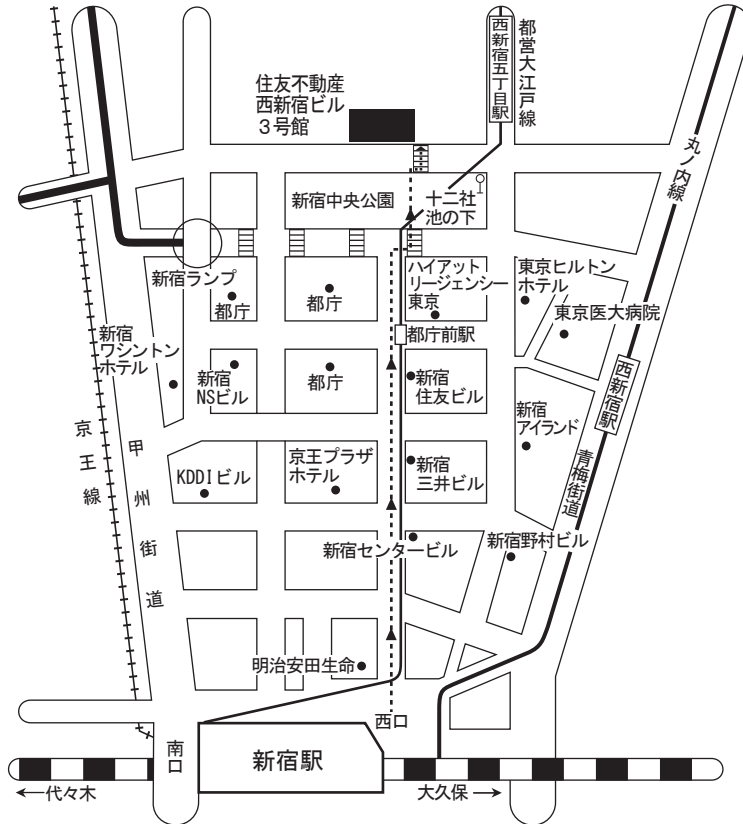 住友不動産
西新宿ビル
３号館
西新宿五丁目駅
都営大江戸線
丸ノ内線
新宿中央公園
十二社
池の下
新宿ランプ
都庁
都庁
ハイアット
リージェンシー
東京
東京ヒルトン
ホテル
東京医大病院
都庁前駅
新宿
ワシントン
ホテル
新宿
NSビル
都庁
新宿
住友ビル
新宿
アイランド
西新宿駅
京王線
甲州街道
KDDIビル
京王プラザ
ホテル
新宿
三井ビル
青梅街道
新宿センタービル
新宿野村ビル
明治安田生命
西口
南口
新宿駅
←代々木
大久保→